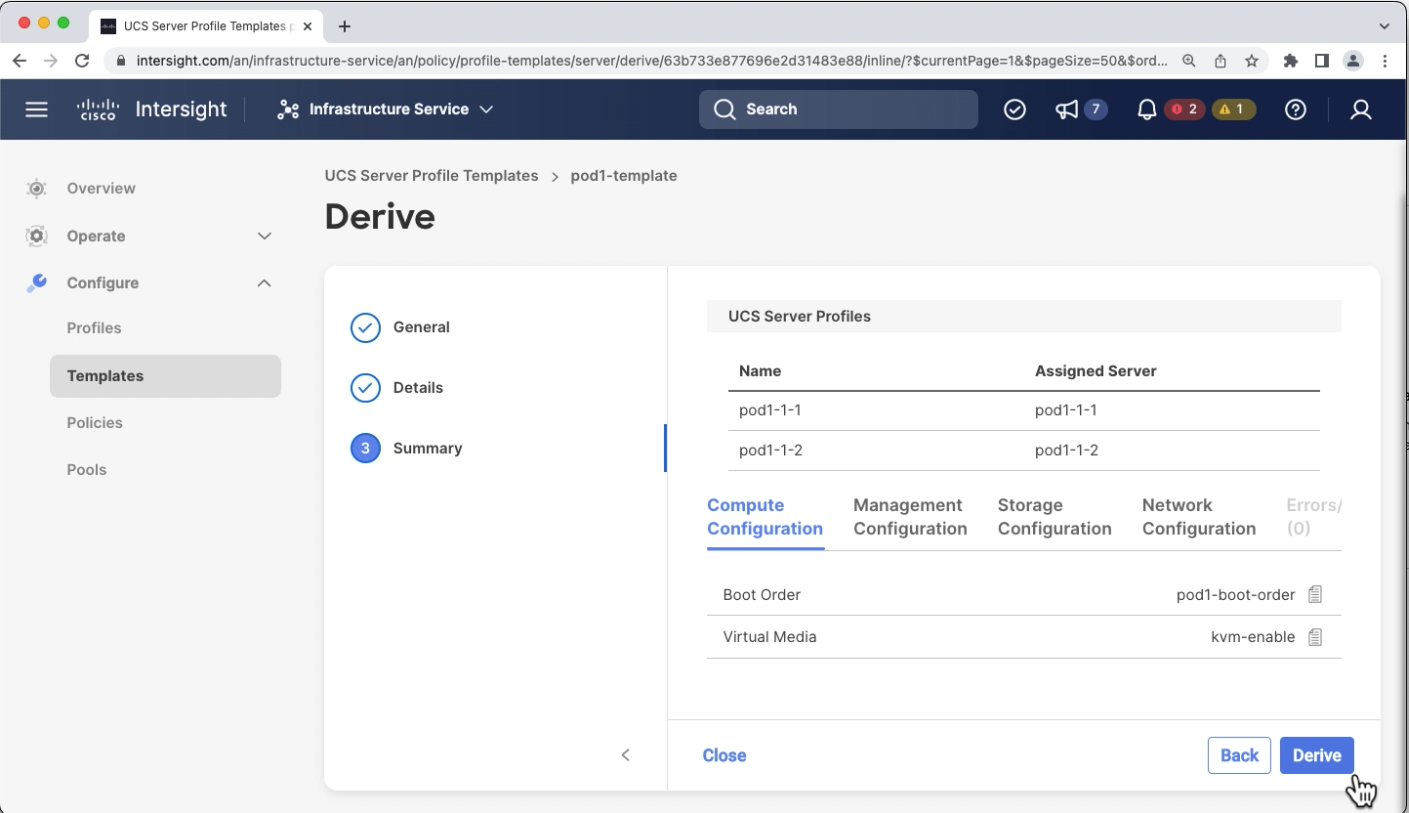 UCS Server Profile Templates p
intersight.com/an/infrastructure-service/an/policy/profile-templates/server/derive/63b733e877696e2d31483e88/inline/?$currentPage=1&$pageSize=50&$ord...
cisco Intersight
Infrastructure Service
Search
7
2
1
Overview
Operate
Configure
Profiles
Templates
Policies
Pools
UCS Server Profile Templates > pod1-template
Derive
General
Details
3 Summary
UCS Server Profiles
Name Assigned Server
pod1-1-1 pod1-1-1
pod1-1-2 pod1-1-2
Compute Configuration
Management Configuration
Storage Configuration
Network Configuration
Errors/ (0)
Boot Order pod1-boot-order
Virtual Media kvm-enable
Close
Back
Derive